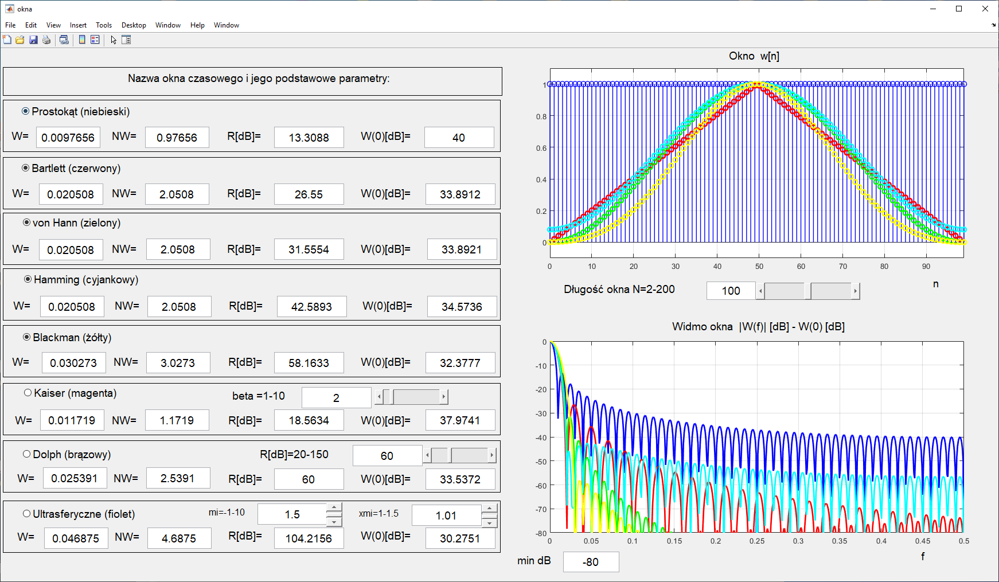 okna
File Edit View Insert Tools Desktop Window Help Window
Nazwa okna czasowego i jego podstawowe parametry:
Prostokąt (niebieski)
W= 0.0097656 NW= 0.97656 R[dB]= 13.3088 W(0)[dB]= 40
Bartlett (czerwony)
W= 0.020508 NW= 2.0508 R[dB]= 26.55 W(0)[dB]= 33.8912
von Hann (zielony)
W= 0.020508 NW= 2.0508 R[dB]= 31.5554 W(0)[dB]= 33.8921
Hamming (cyjankowy)
W= 0.020508 NW= 2.0508 R[dB]= 42.5893 W(0)[dB]= 34.5736
Blackman (żółty)
W= 0.030273 NW= 3.0273 R[dB]= 58.1633 W(0)[dB]= 32.3777
Kaiser (magenta) beta =1-10 2
W= 0.011719 NW= 1.1719 R[dB]= 18.5634 W(0)[dB]= 37.9741
Dolph (brązowy) R[dB]=20-150 60
W= 0.025391 NW= 2.5391 R[dB]= 60 W(0)[dB]= 33.5372
Ultrasferyczne (fiolet) mi=-1-10 1.5 xmi=1-1.5 1.01
W= 0.046875 NW= 4.6875 R[dB]= 104.2156 W(0)[dB]= 30.2751
Okno w[n]
1
0.8
0.6
0.4
0.2
0
0 10 20 30 40 50 60 70 80 90
n
Długość okna N=2-200 100
Widmo okna |W(f)| [dB] - W(0) [dB]
0
-10
-20
-30
-40
-50
-60
-70
-80
0 0.05 0.1 0.15 0.2 0.25 0.3 0.35 0.4 0.45 0.5
f
min dB -80